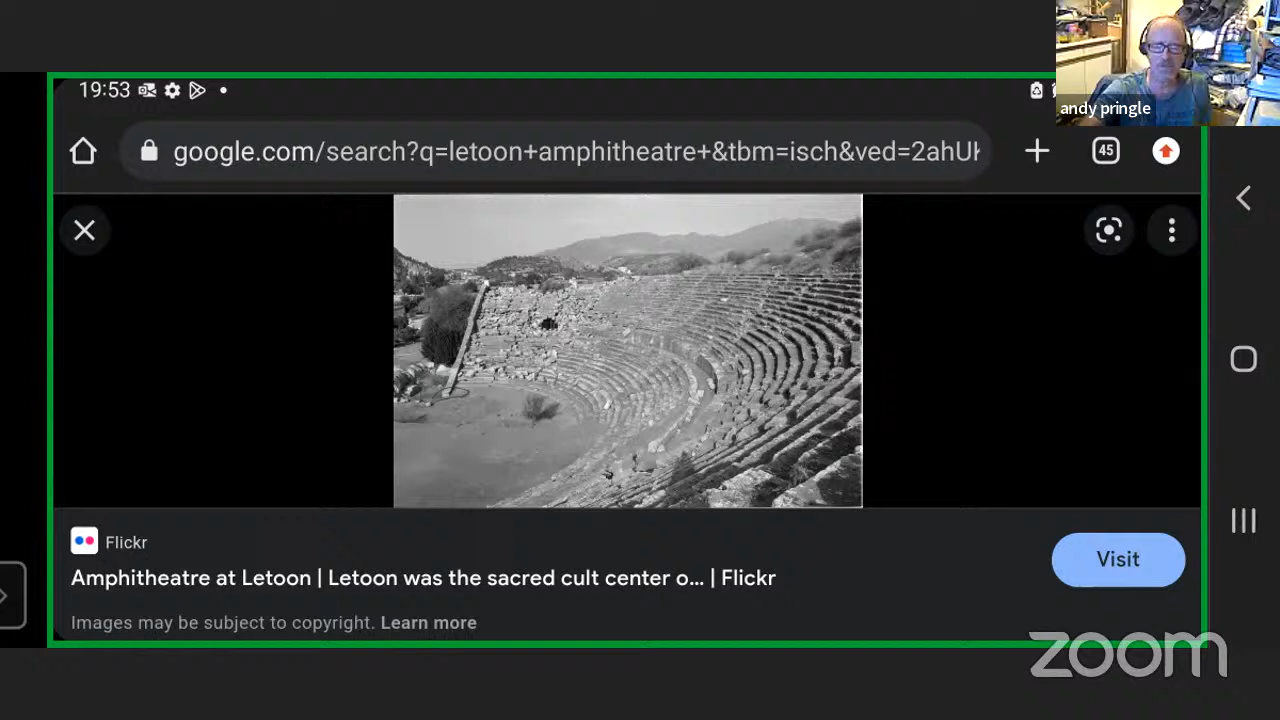 andy pringle
19:53
google.com/search?q=letoon+amphitheatre+&tbm=isch&ved=2ahUK
45
Flickr
Amphitheatre at Letoon | Letoon was the sacred cult center o... | Flickr
Visit
Images may be subject to copyright. Learn more
zoom